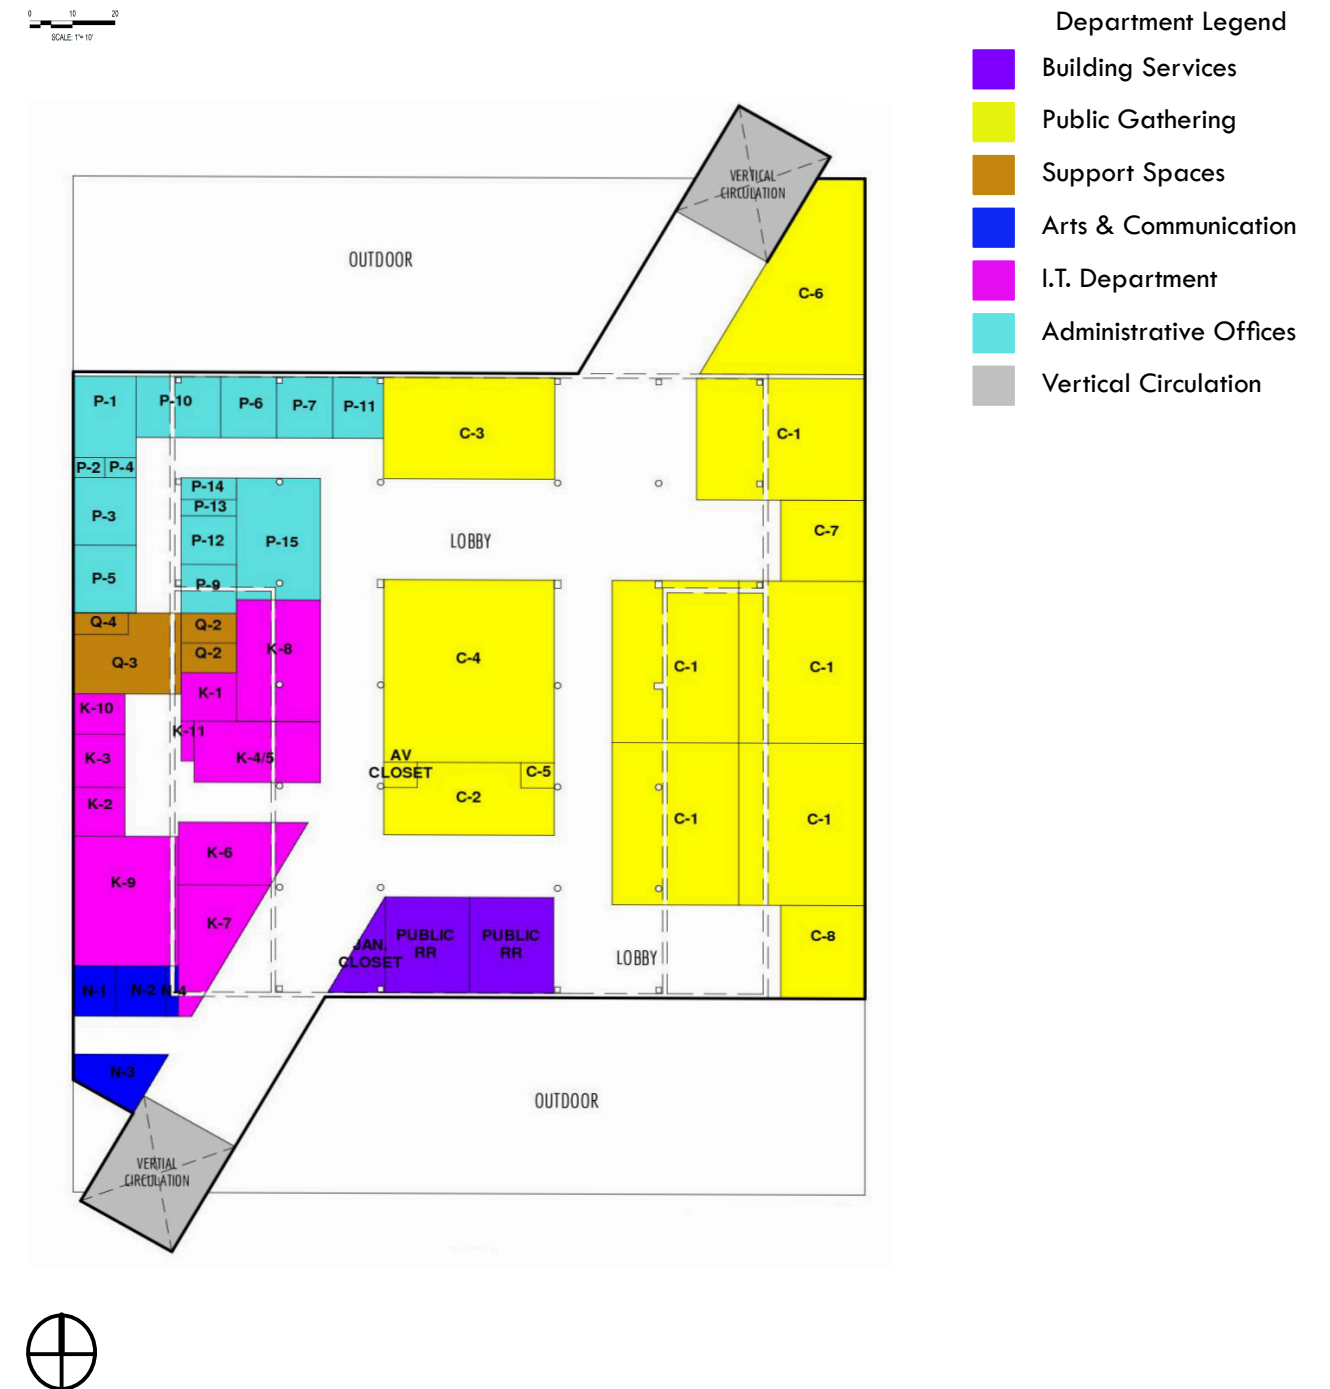 0 10 20
SCALE: 1"= 10'
Department Legend
Building Services
Public Gathering
Support Spaces
Arts & Communication
I.T. Department
Administrative Offices
Vertical Circulation
VERTICAL
CIRCULATION
OUTDOOR
C-6
P-1
P-10
P-6
P-7
P-11
C-3
C-1
P-2
P-4
P-14
P-13
P-3
P-12
P-15
LOBBY
C-7
P-5
P-9
Q-4
Q-2
Q-3
Q-2
K-8
C-4
C-1
C-1
K-1
K-10
K-11
K-3
K-4/5
AV
CLOSET
C-5
K-2
C-2
C-1
C-1
K-6
K-9
K-7
JAN.
CLOSET
PUBLIC
RR
PUBLIC
RR
LOBBY
C-8
N-1
N-2
N-4
N-3
OUTDOOR
VERTIAL
CIRCULATION